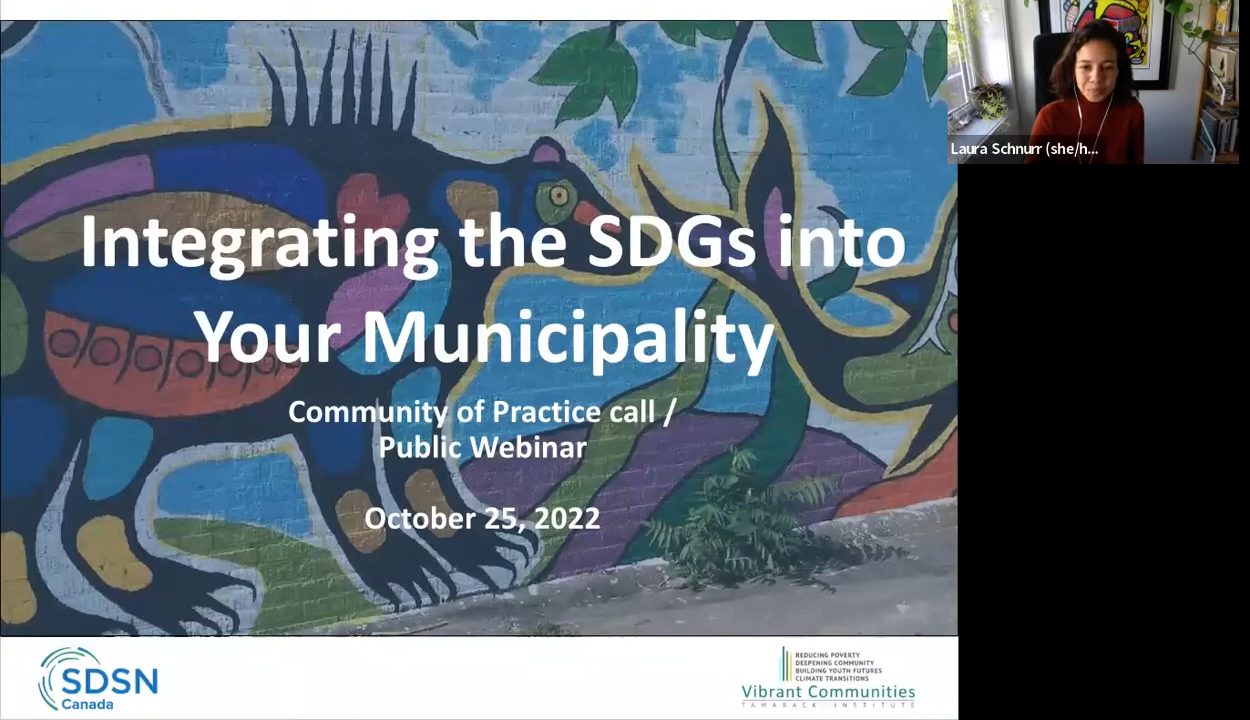 Integrating the SDGs into
Your Municipality
Community of Practice call /
Public Webinar
October 25, 2022
Laura Schnurr (she/h...
SDSN
Canada
REDUCING POVERTY
DEEPENING COMMUNITY
BUILDING YOUTH FUTURES
CLIMATE TRANSITIONS
Vibrant Communities
TAMARACK INSTITUTE